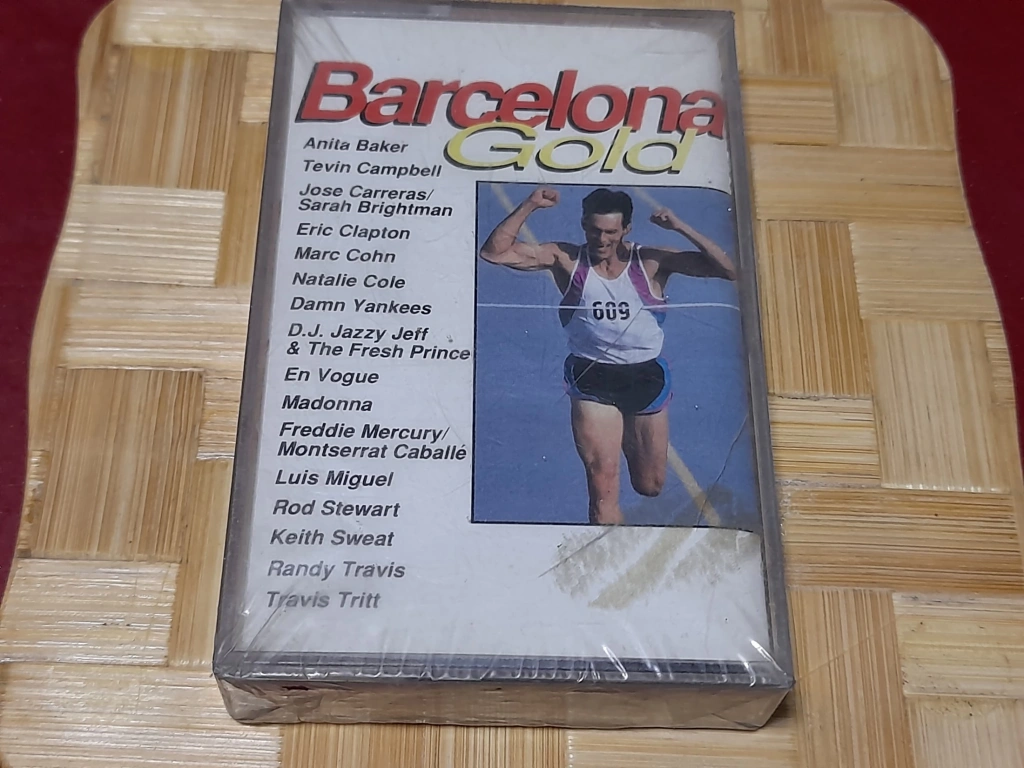 Barcelona
Gold
Anita Baker
Tevin Campbell
Jose Carreras/
Sarah Brightman
Eric Clapton
Marc Cohn
Natalie Cole
Damn Yankees
D.J. Jazzy Jeff
& The Fresh Prince
En Vogue
Madonna
Freddie Mercury/
Montserrat Caballé
Luis Miguel
Rod Stewart
Keith Sweat
Randy Travis
Travis Tritt
609